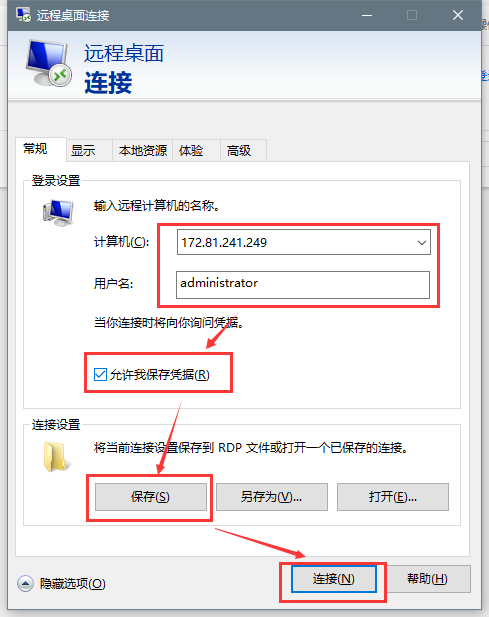 远程桌面连接
远程桌面
连接
常规 显示 本地资源 体验 高级
登录设置
输入远程计算机的名称。
计算机(C): 172.81.241.249
用户名: administrator
当你连接时将向你询问凭据。
允许我保存凭据(R)
连接设置
将当前连接设置保存到 RDP 文件或打开一个已保存的连接。
保存(S) 另存为(V)... 打开(E)...
隐藏选项(O) 连接(N) 帮助(H)